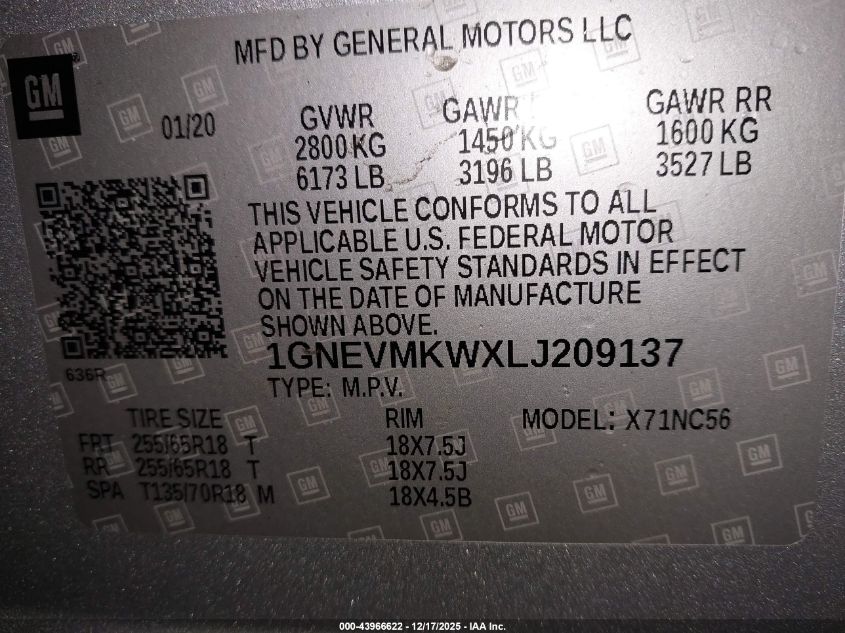 MFD BY GENERAL MOTORS LLC
GM
01/20
GVWR GAWR GAWR RR
2800 KG 1450 KG 1600 KG
6173 LB 3196 LB 3527 LB
THIS VEHICLE CONFORMS TO ALL
APPLICABLE U.S. FEDERAL MOTOR
VEHICLE SAFETY STANDARDS IN EFFECT
ON THE DATE OF MANUFACTURE
SHOWN ABOVE.
1GNEVMKWXLJ209137
636R
TYPE: M.P.V.
TIRE SIZE RIM MODEL: X71NC56
FRT 255/65R18 T 18X7.5J
RR 255/65R18 T 18X7.5J
SPA T135/70R18 M 18X4.5B
000-43966622 - 12/17/2025 - IAA Inc.